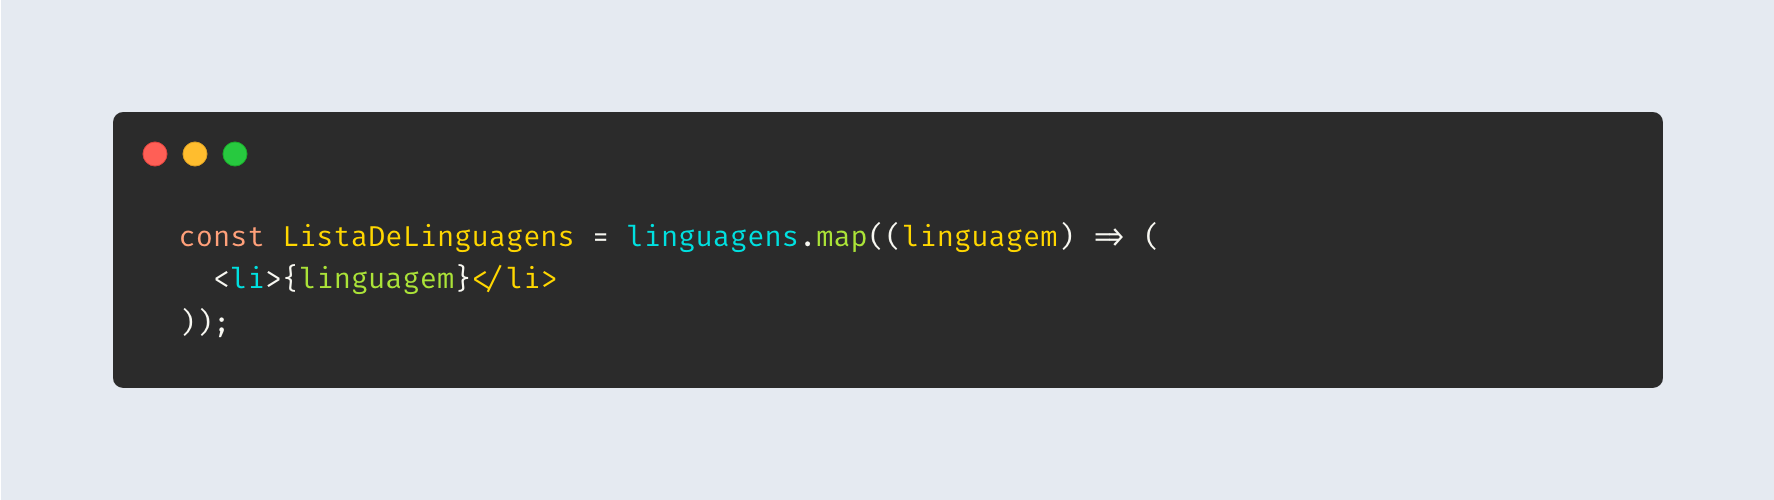 const ListaDeLinguagens = linguagens.map((linguagem) => (
<li>{linguagem}</li>
));